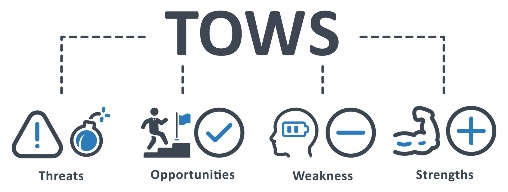 TOWS
Threats
Opportunities
Weakness
Strengths